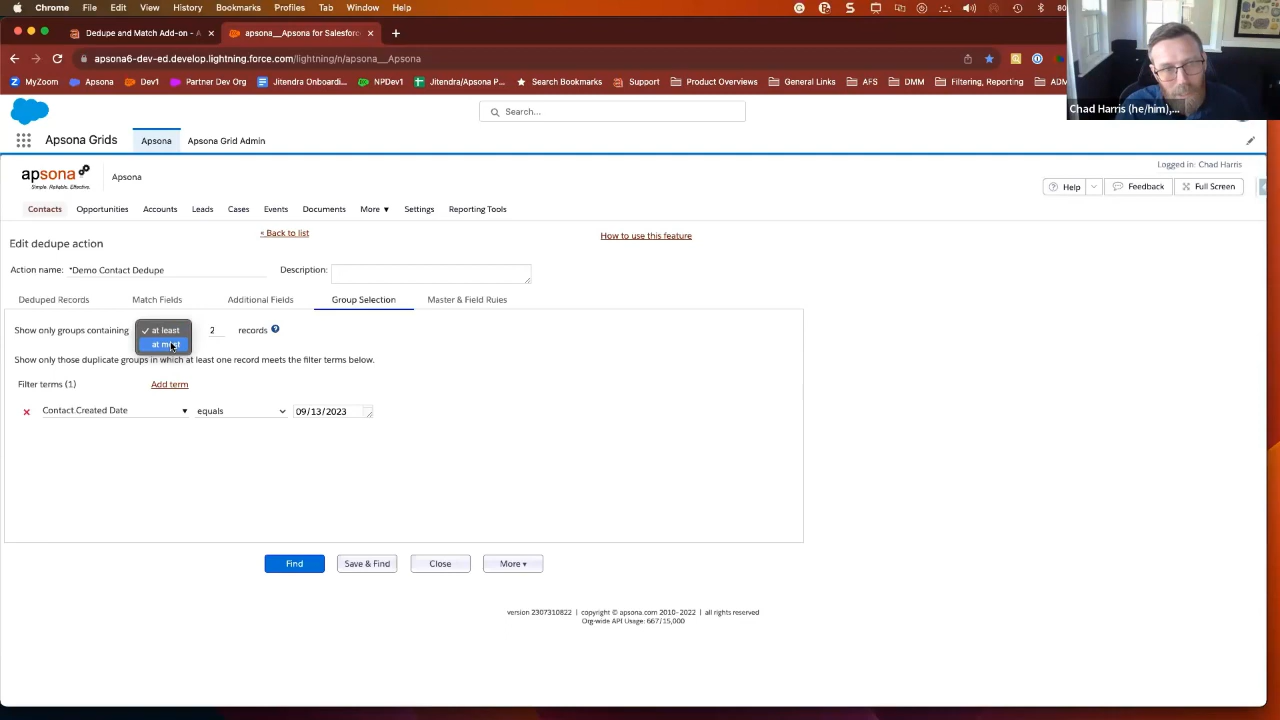 Chrome File Edit View History Bookmarks Profiles Tab Window Help
Dedupe and Match Add-on - A
apsona__Apsona for Salesforce
apsona6-dev-ed.develop.lightning.force.com/lightning/n/apsona__Apsona
MyZoom Apsona Dev1 Partner Dev Org Jitendra Onboardi... NPDev1 Jitendra/Apsona P... Search Bookmarks Support Product Overviews General Links AFS DMM Filtering, Reporting ADM
Chad Harris (he/him),...
Search...
Apsona Grids Apsona Apsona Grid Admin
Logged in: Chad Harris
apsona
Simple. Reliable. Effective.
Apsona
Help Feedback Full Screen
Contacts Opportunities Accounts Leads Cases Events Documents More ▼ Settings Reporting Tools
« Back to list
How to use this feature
Edit dedupe action
Action name: *Demo Contact Dedupe Description:
Deduped Records Match Fields Additional Fields Group Selection Master & Field Rules
Show only groups containing ✓ at least 2 records ?
at most
Show only those duplicate groups in which at least one record meets the filter terms below.
Filter terms (1) Add term
Contact.Created Date ▼ equals 09/13/2023
Find Save & Find Close More ▾
version 2307310822 | copyright © apsona.com 2010-2022 | all rights reserved
Org-wide API Usage: 667/15,000